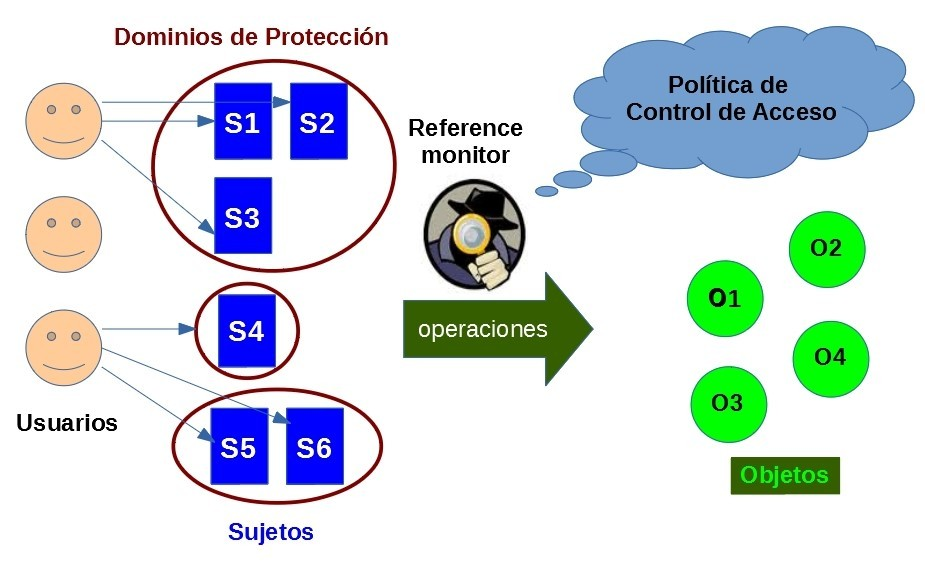 Dominios de Protección
Política de
Control de Acceso
Reference
monitor
S1
S2
S3
O2
O1
S4
operaciones
O4
O3
Usuarios
S5
S6
Objetos
Sujetos